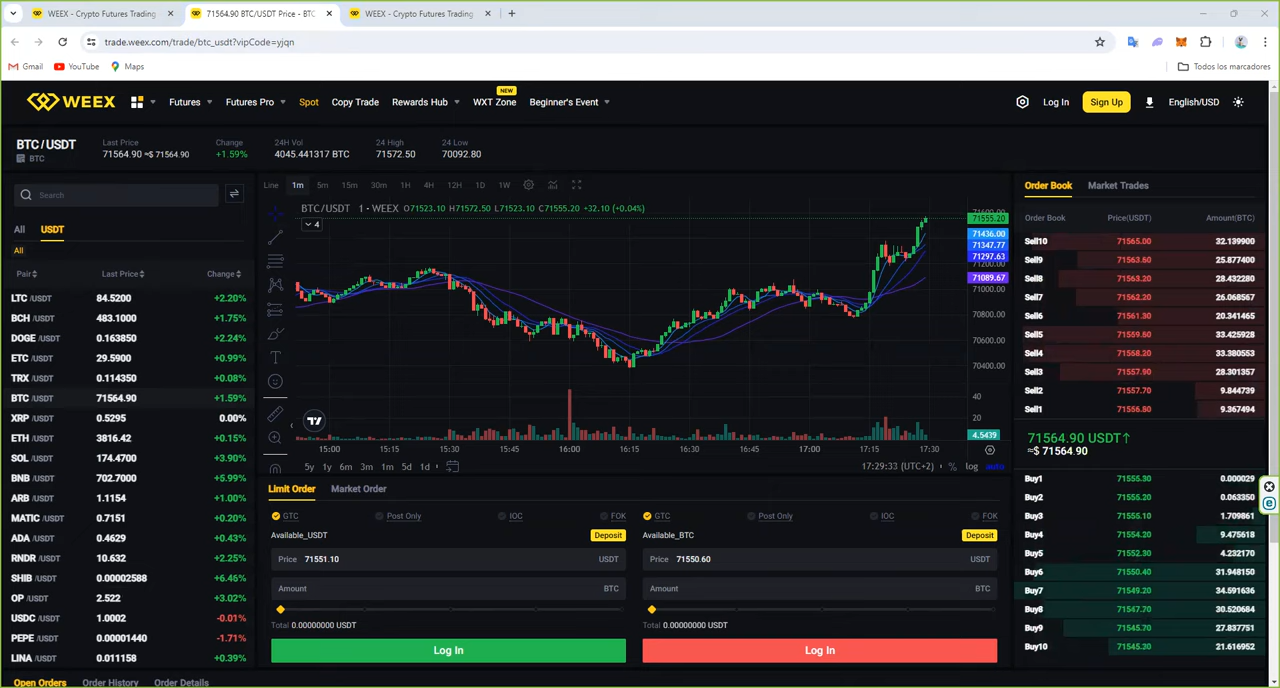 WEEX - Crypto Futures Trading
71564.90 BTC/USDT Price - BTC
WEEX - Crypto Futures Trading
trade.weex.com/trade/btc_usdt?vipCode=yjqn
Gmail YouTube Maps Todos los marcadores
WEEX Futures Futures Pro Spot Copy Trade Rewards Hub WXT Zone NEW Beginner's Event Log In Sign Up English/USD
BTC/USDT
BTC
Last Price
71564.90 ≈$ 71564.90
Change
+1.59%
24H Vol
4045.441317 BTC
24 High
71572.50
24 Low
70092.80
Search
All USDT
All
Pair Last Price Change
LTC /USDT 84.5200 +2.20%
BCH /USDT 483.1000 +1.75%
DOGE /USDT 0.163850 +2.24%
ETC /USDT 29.5900 +0.99%
TRX /USDT 0.114350 +0.08%
BTC /USDT 71564.90 +1.59%
XRP /USDT 0.5295 0.00%
ETH /USDT 3816.42 +0.15%
SOL /USDT 174.4700 +3.90%
BNB /USDT 702.7000 +5.99%
ARB /USDT 1.1154 +1.00%
MATIC /USDT 0.7151 +0.20%
ADA /USDT 0.4629 +0.43%
RNDR /USDT 10.632 +2.25%
SHIB /USDT 0.00002588 +6.46%
OP /USDT 2.522 +3.02%
USDC /USDT 1.0002 -0.01%
PEPE /USDT 0.00001440 -1.71%
LINA /USDT 0.011158 +0.39%
Line 1m 5m 15m 30m 1H 4H 12H 1D 1W
BTC/USDT 1 - WEEX O71523.10 H71572.50 L71523.10 C71555.20 +32.10 (+0.04%)
4
71555.20
71436.00
71347.77
71297.63
71200.00
71089.67
71000.00
70800.00
70600.00
70400.00
40
20
4.5439
15:00 15:15 15:30 15:45 16:00 16:15 16:30 16:45 17:00 17:15 17:30
5y 1y 6m 3m 1m 5d 1d 17:29:33 (UTC+2) % log auto
Limit Order Market Order
GTC Post Only IOC FOK
Available_USDT Deposit
Price 71551.10 USDT
Amount BTC
Total 0.00000000 USDT
Log In
GTC Post Only IOC FOK
Available_BTC Deposit
Price 71550.60 USDT
Amount BTC
Total 0.00000000 USDT
Log In
Order Book Market Trades
Order Book Price(USDT) Amount(BTC)
Sell10 71565.00 32.139900
Sell9 71563.60 25.877400
Sell8 71563.20 28.432280
Sell7 71562.20 26.068567
Sell6 71561.30 20.341465
Sell5 71559.60 33.425928
Sell4 71558.20 33.380553
Sell3 71557.90 28.301357
Sell2 71557.70 9.844739
Sell1 71556.80 9.367494
71564.90 USDT↑
≈$ 71564.90
Buy1 71555.30 0.000029
Buy2 71555.20 0.063350
Buy3 71555.10 1.709861
Buy4 71554.20 9.475618
Buy5 71552.30 4.232170
Buy6 71550.40 31.948150
Buy7 71549.20 34.591636
Buy8 71547.70 30.520684
Buy9 71545.70 27.837751
Buy10 71545.30 21.616952
Open Orders Order History Order Details